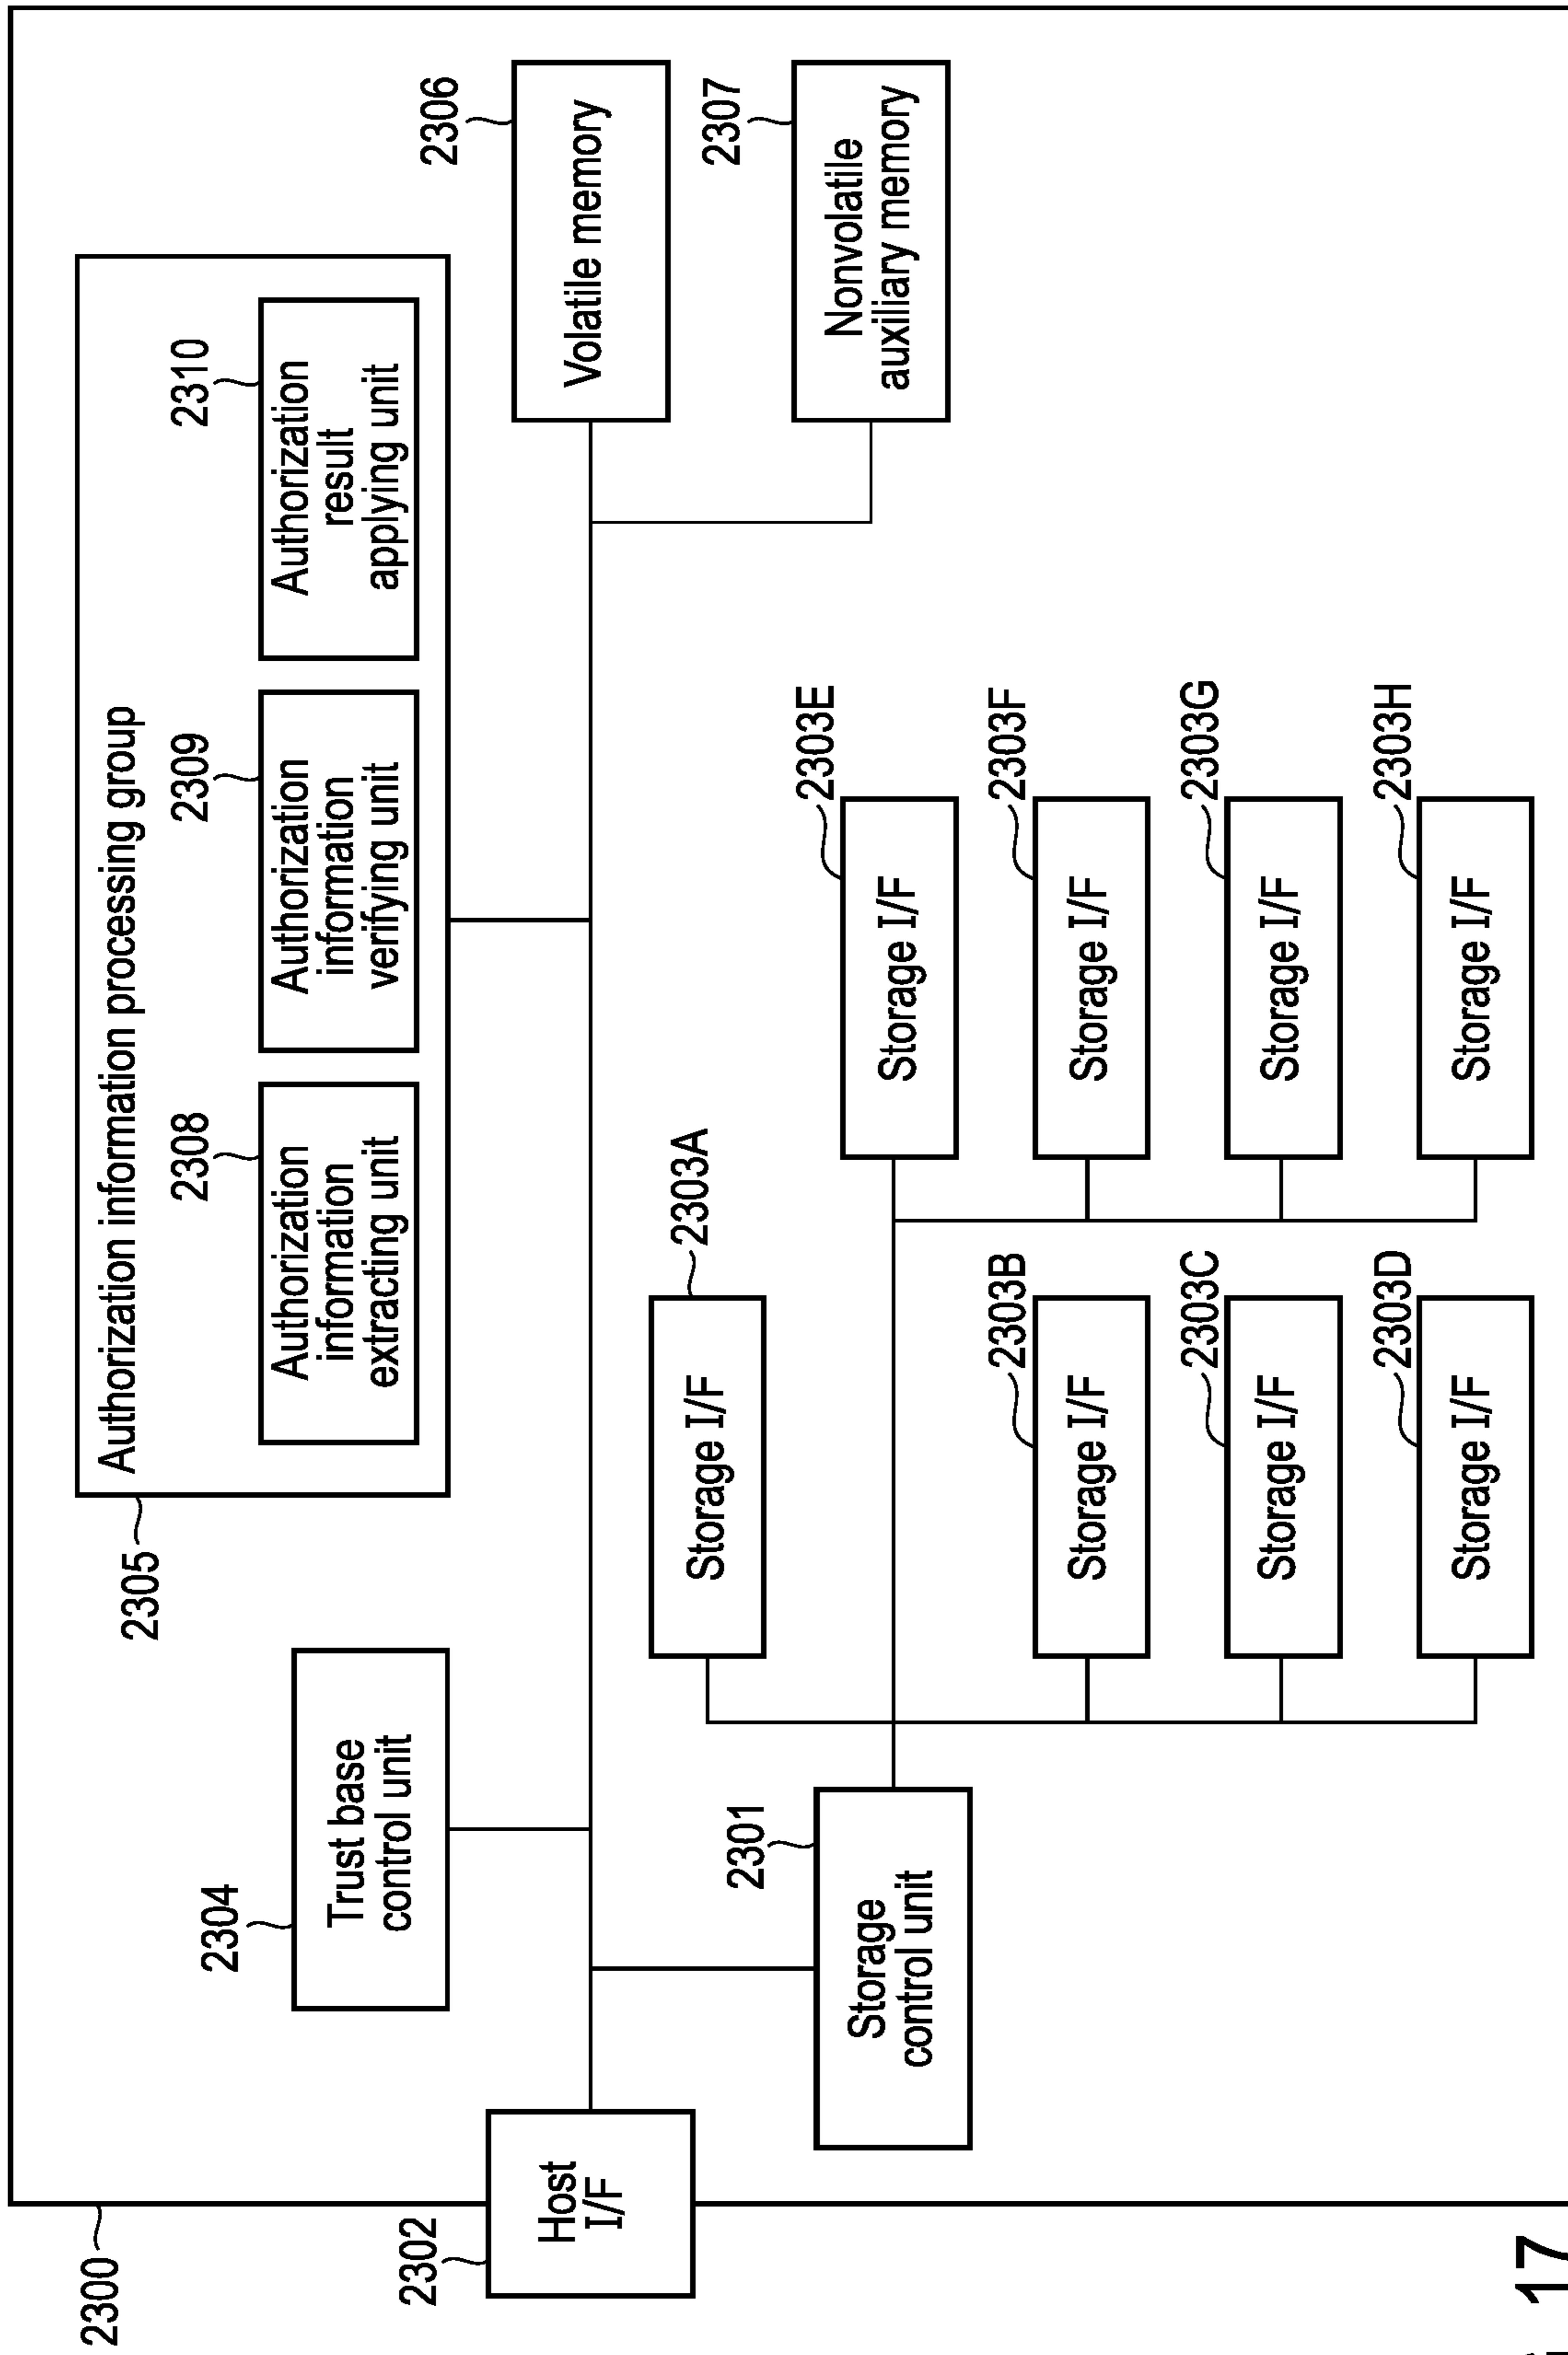 2300
2305
Authorization information processing group
2308
2309
2310
Authorization
information
extracting unit
Authorization
information
verifying unit
Authorization
result
applying unit
2304
Trust base
control unit
2302
Host
I/F
2306
Volatile memory
2307
Nonvolatile
auxiliary memory
2301
Storage
control unit
2303A
Storage I/F
2303E
Storage I/F
2303B
Storage I/F
2303F
Storage I/F
2303C
Storage I/F
2303G
Storage I/F
2303D
Storage I/F
2303H
Storage I/F
17